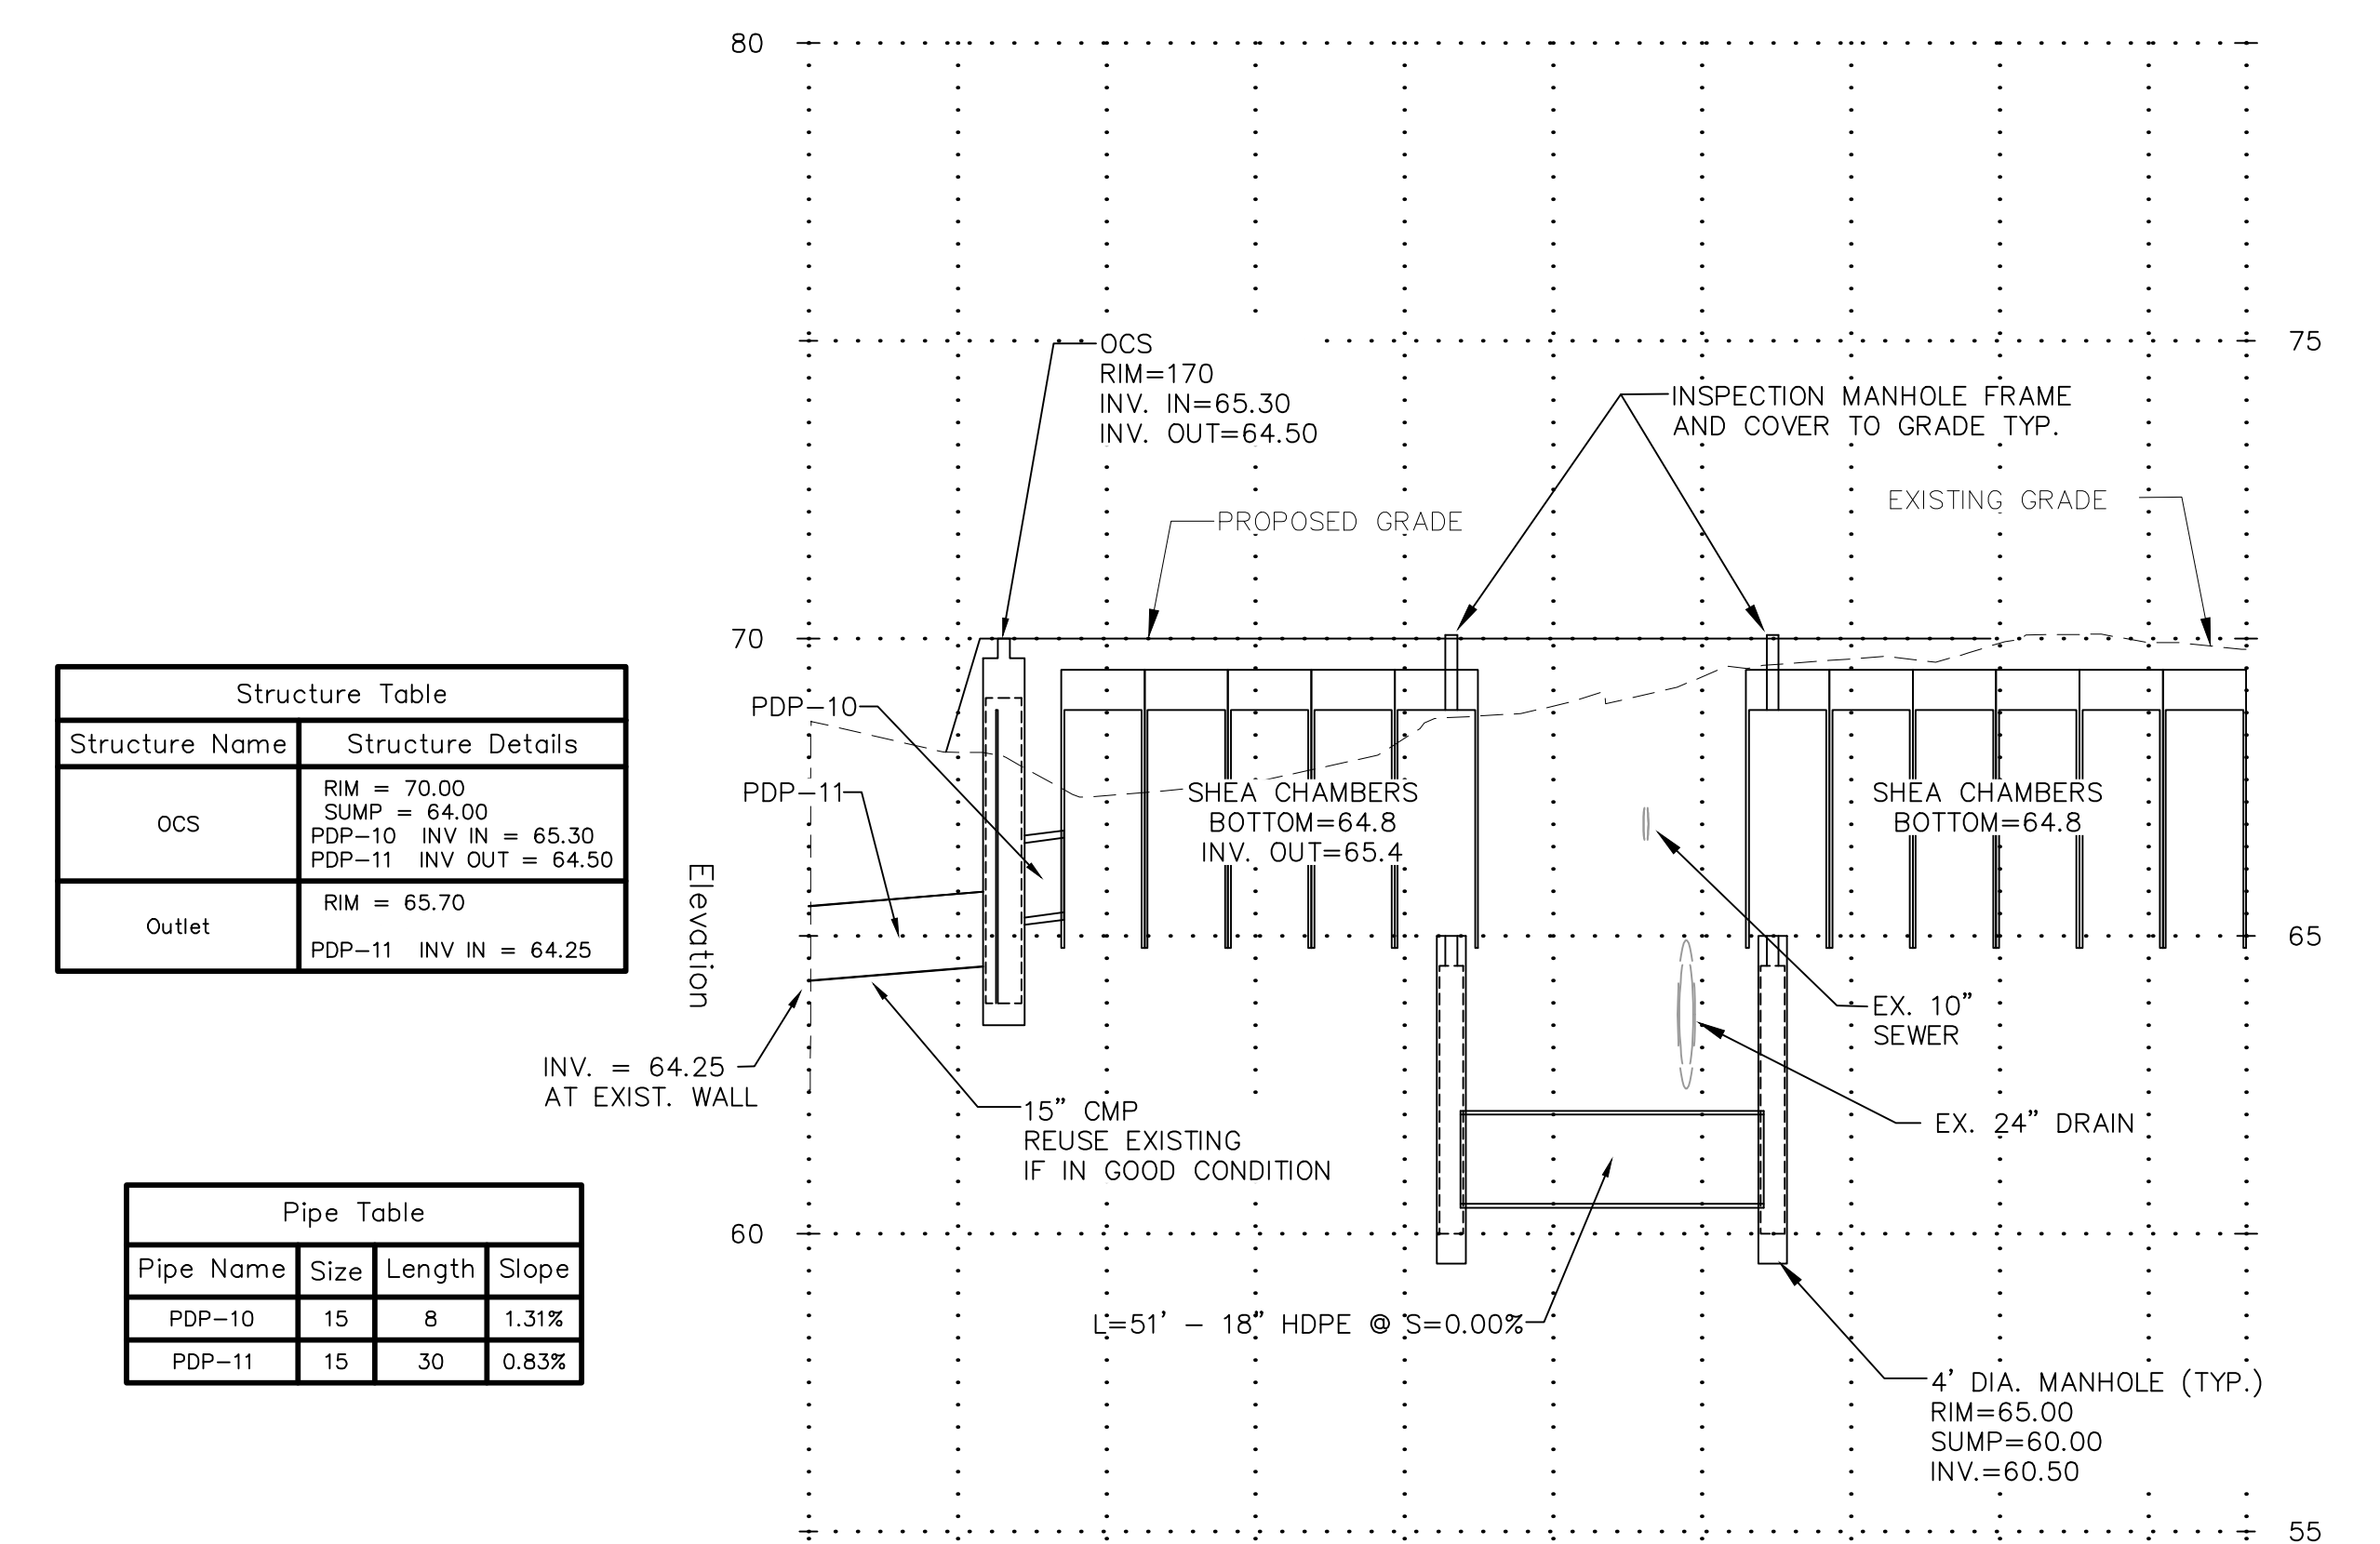 80
75
OCS
RIM=170
INV. IN=65.30
INV. OUT=64.50
INSPECTION MANHOLE FRAME
AND COVER TO GRADE TYP.
EXISTING GRADE
PROPOSED GRADE
70
Structure Table
Structure Name Structure Details
OCS
RIM = 70.00
SUMP = 64.00
PDP-10 INV IN = 65.30
PDP-11 INV OUT = 64.50
Outlet
RIM = 65.70
PDP-11 INV IN = 64.25
PDP-10
PDP-11
Elevation
SHEA CHAMBERS
BOTTOM=64.8
INV. OUT=65.4
SHEA CHAMBERS
BOTTOM=64.8
65
EX. 10"
SEWER
INV. = 64.25
AT EXIST. WALL
15" CMP
REUSE EXISTING
IF IN GOOD CONDITION
EX. 24" DRAIN
60
Pipe Table
Pipe Name Size Length Slope
PDP-10 15 8 1.31%
PDP-11 15 30 0.83%
L=51' - 18" HDPE @ S=0.00%
4' DIA. MANHOLE (TYP.)
RIM=65.00
SUMP=60.00
INV.=60.50
55